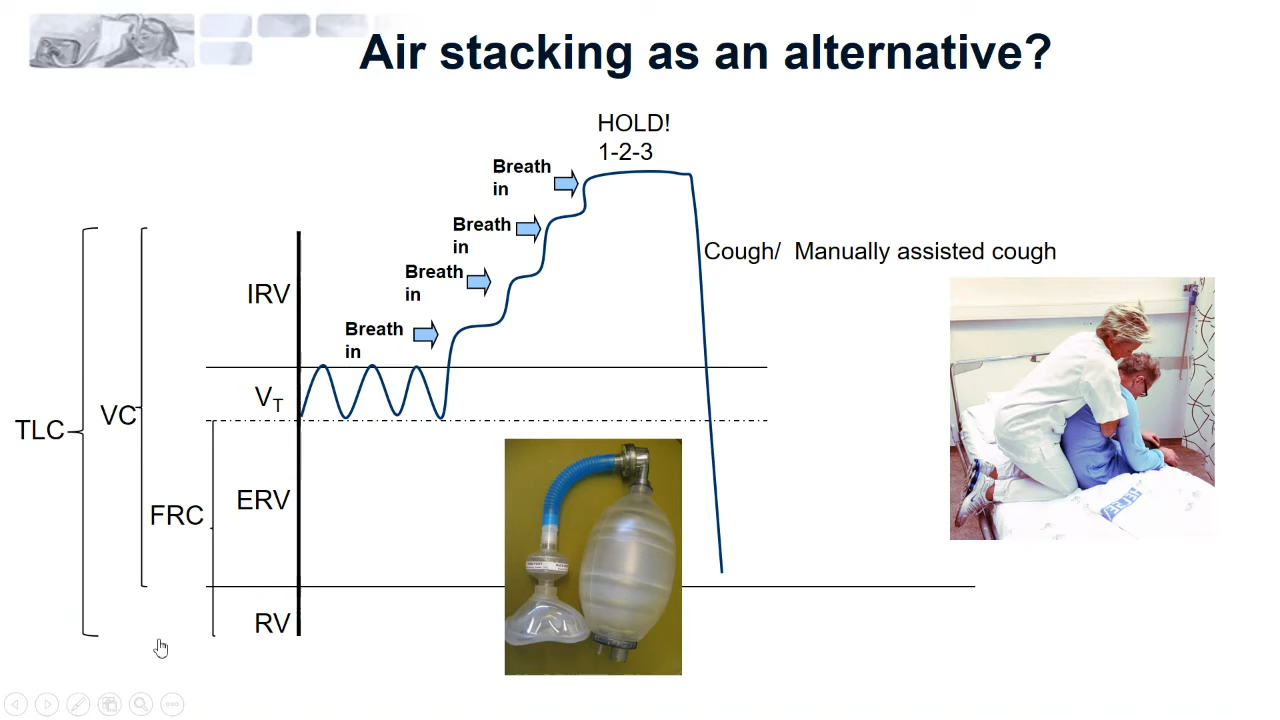 Air stacking as an alternative?
HOLD!
1-2-3
Breath
in
Breath
in
Breath
in
Breath
in
Cough/ Manually assisted cough
IRV
VT
VC
TLC
ERV
FRC
RV